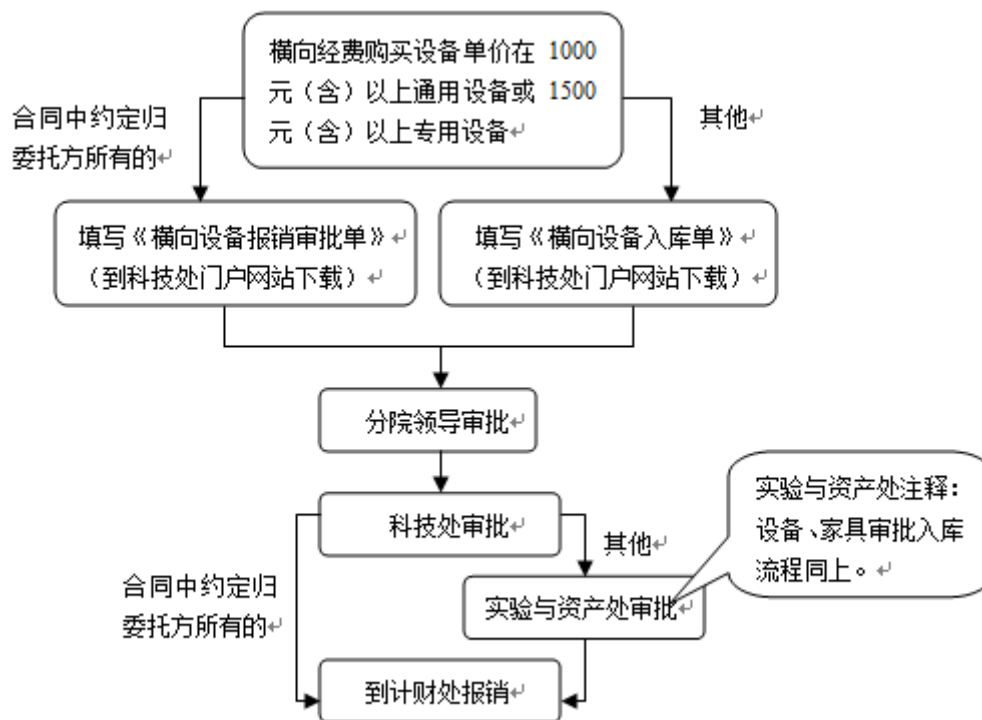 横向经费购买设备单价在 1000
元（含）以上通用设备或 1500
元（含）以上专用设备
合同中约定归
委托方所有的
其他
填写《横向设备报销审批单》
（到科技处门户网站下载）
填写《横向设备入库单》
（到科技处门户网站下载）
分院领导审批
科技处审批
其他
实验与资产处注释：
设备、家具审批入库
流程同上。
合同中约定归
委托方所有的
实验与资产处审批
到计财处报销